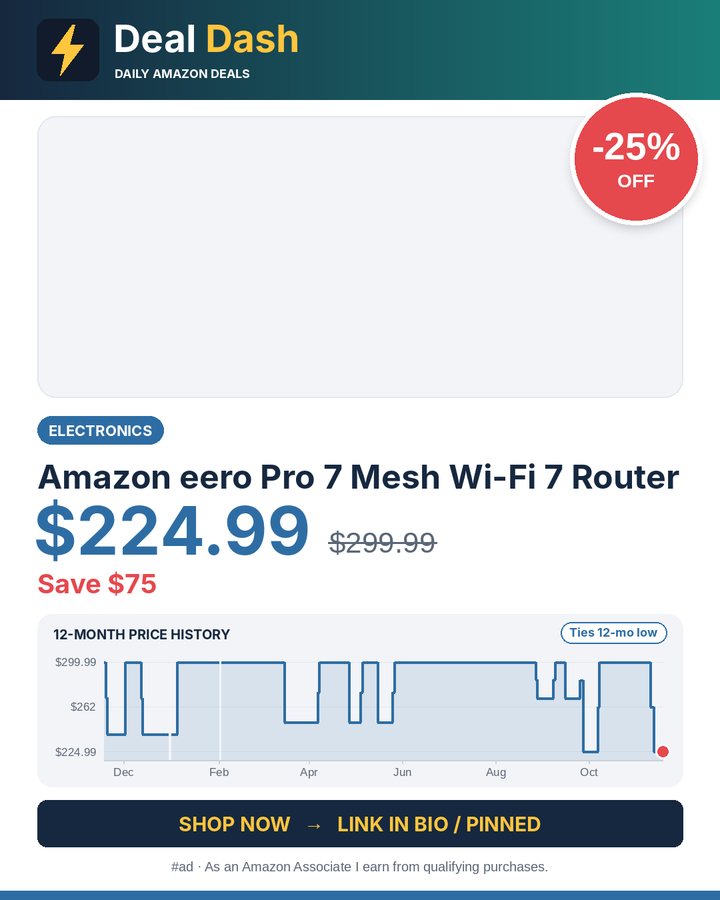 Deal Dash
DAILY AMAZON DEALS
-25%
OFF
ELECTRONICS
Amazon eero Pro 7 Mesh Wi-Fi 7 Router
$224.99 $299.99
Save $75
12-MONTH PRICE HISTORY
Ties 12-mo low
$299.99
$262
$224.99
Dec Feb Apr Jun Aug Oct
SHOP NOW → LINK IN BIO / PINNED
#ad · As an Amazon Associate I earn from qualifying purchases.